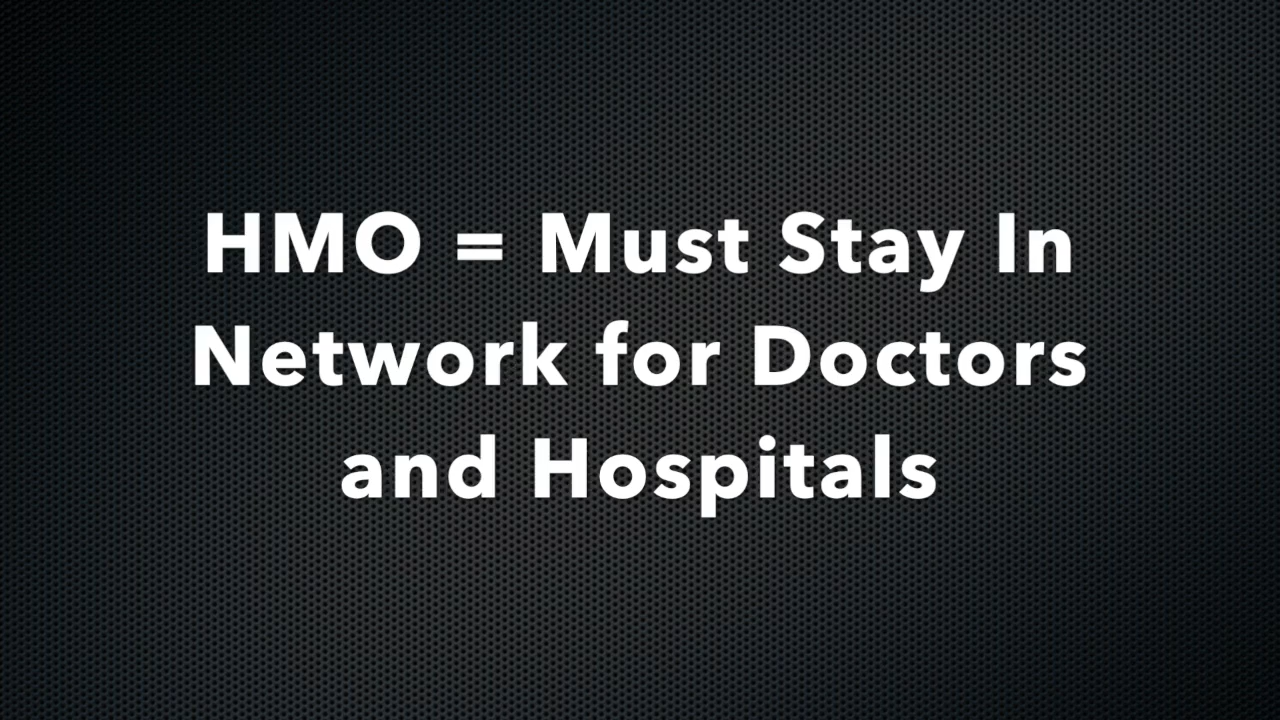 HMO = Must Stay In
Network for Doctors
and Hospitals